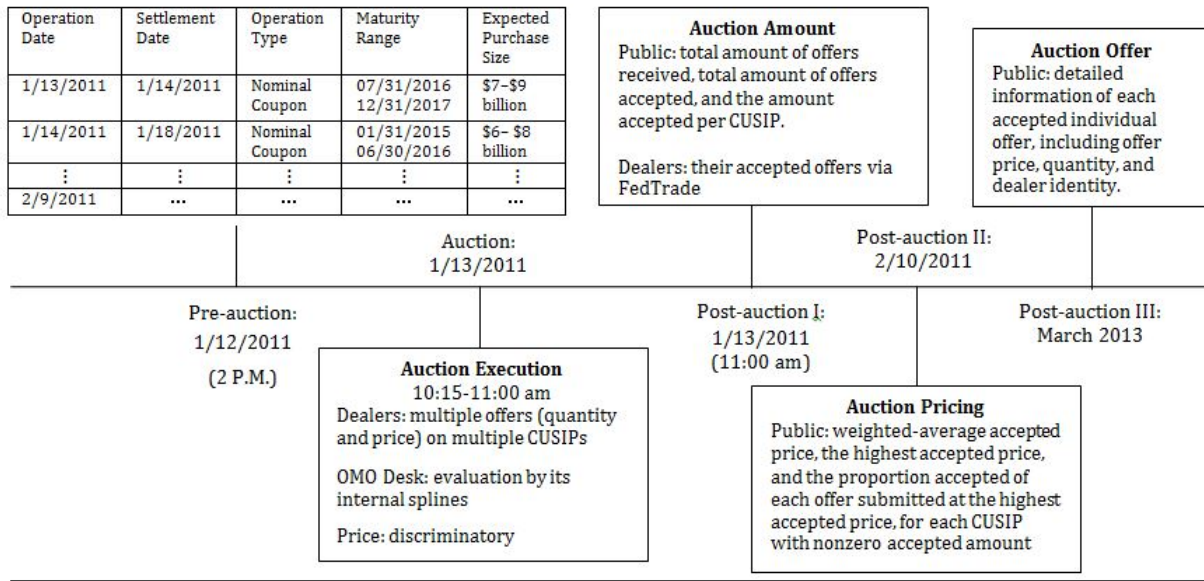 Operation Date
Settlement Date
Operation Type
Maturity Range
Expected Purchase Size
1/13/2011
1/14/2011
Nominal Coupon
07/31/2016 12/31/2017
$7–$9 billion
1/14/2011
1/18/2011
Nominal Coupon
01/31/2015 06/30/2016
$6– $8 billion
⋮ ⋮ ⋮ ⋮ ⋮
2/9/2011 ... ... ... ...
Auction Amount
Public: total amount of offers
received, total amount of offers
accepted, and the amount
accepted per CUSIP.
Dealers: their accepted offers via
FedTrade
Auction Offer
Public: detailed
information of each
accepted individual
offer, including offer
price, quantity, and
dealer identity.
Auction:
1/13/2011
Post-auction II:
2/10/2011
Pre-auction:
1/12/2011
(2 P.M.)
Auction Execution
10:15-11:00 am
Dealers: multiple offers (quantity
and price) on multiple CUSIPs
OMO Desk: evaluation by its
internal splines
Price: discriminatory
Post-auction I:
1/13/2011
(11:00 am)
Auction Pricing
Public: weighted-average accepted
price, the highest accepted price,
and the proportion accepted of
each offer submitted at the highest
accepted price, for each CUSIP
with nonzero accepted amount
Post-auction III:
March 2013